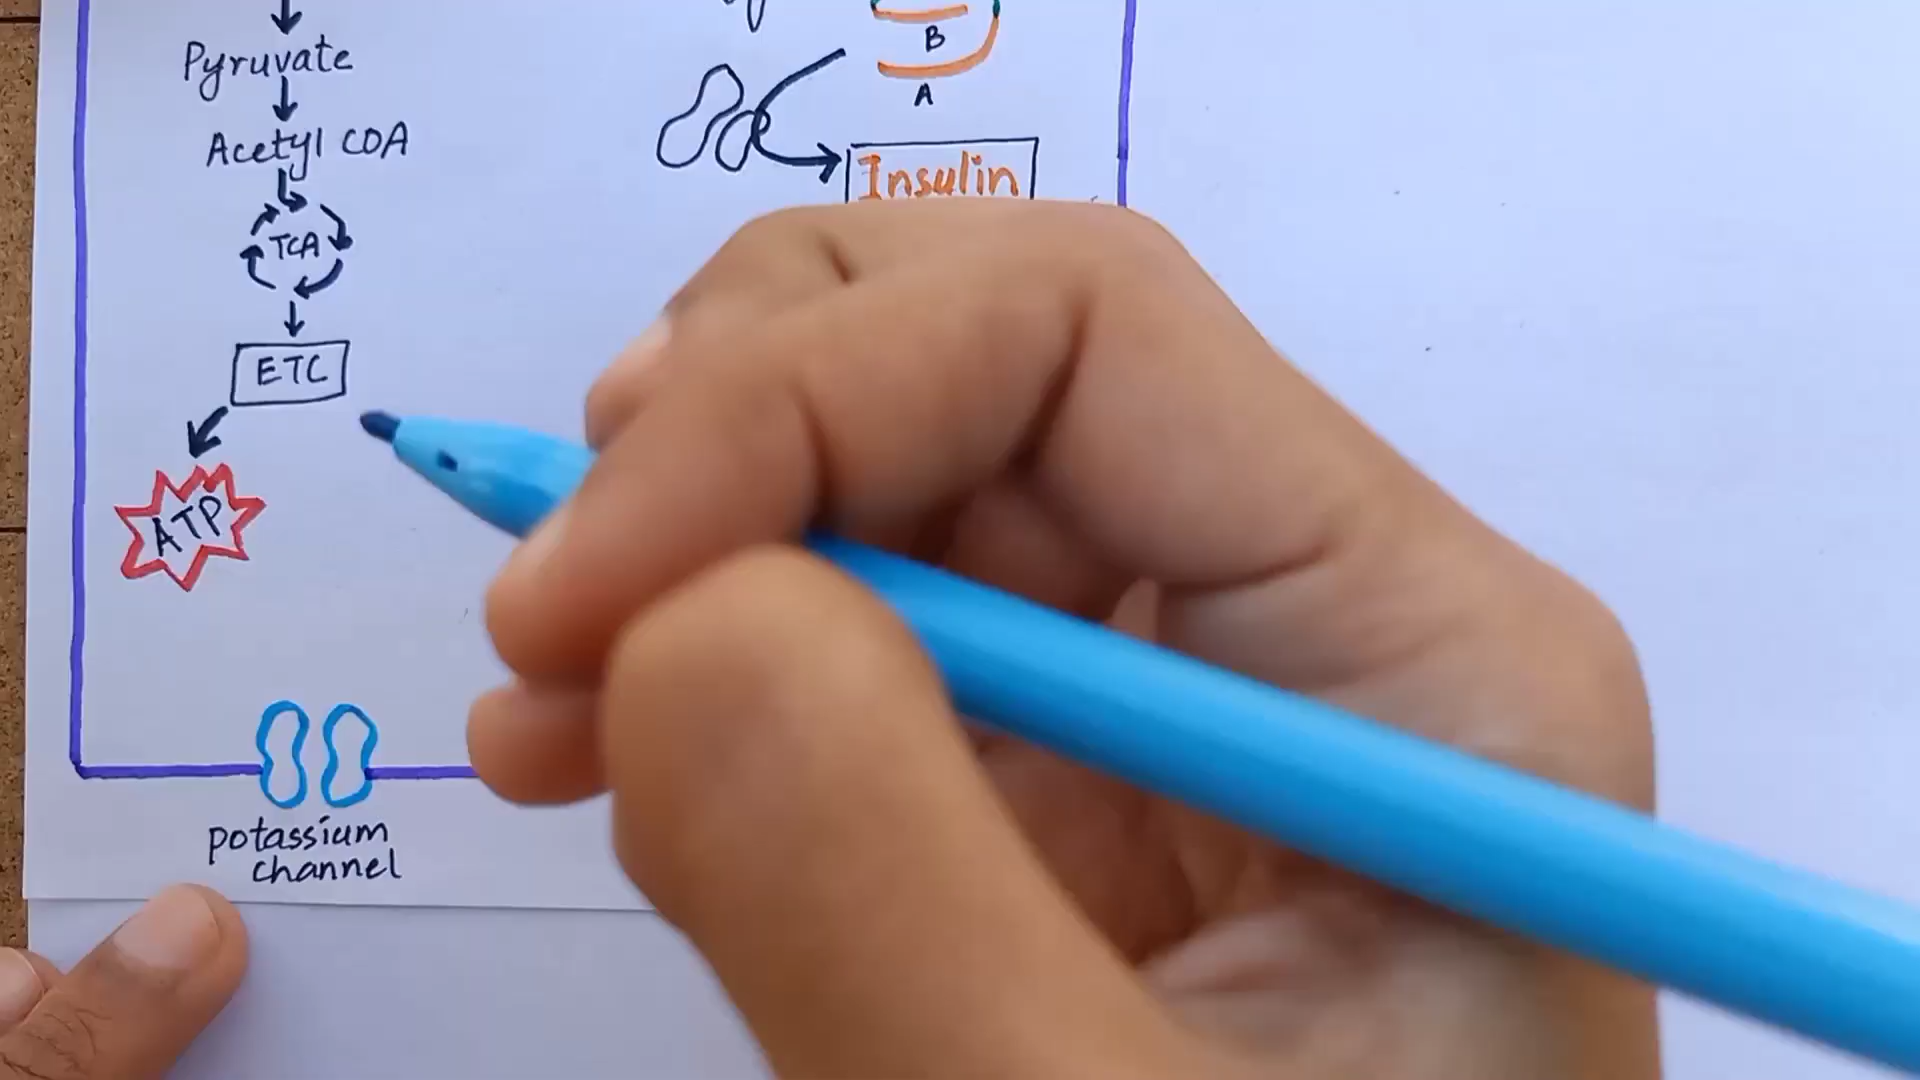 Pyruvate
Acetyl COA
TCA
ETC
ATP
potassium
channel
B
A
Insulin